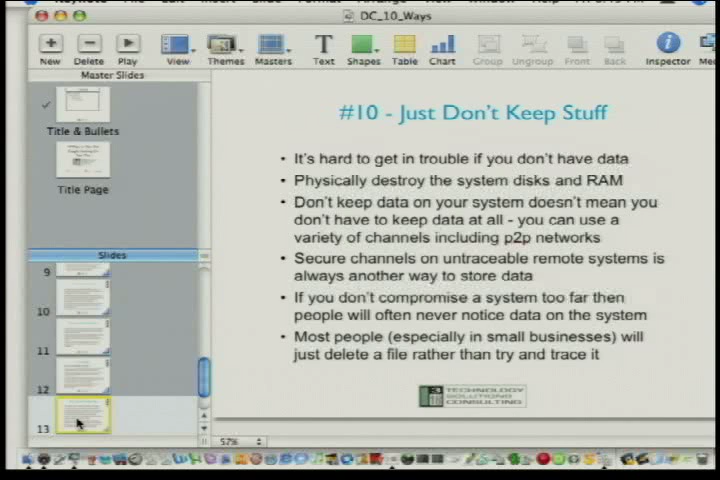 DC_10_Ways
New
Delete
Play
View
Themes
Masters
Text
Shapes
Table
Chart
Group
Ungroup
Front
Back
Inspector
Master Slides
Title & Bullets
Title Page
Slides
9
10
11
12
13
#10 - Just Don't Keep Stuff
• It's hard to get in trouble if you don't have data
• Physically destroy the system disks and RAM
• Don't keep data on your system doesn't mean you
don't have to keep data at all - you can use a
variety of channels including p2p networks
• Secure channels on untraceable remote systems is
always another way to store data
• If you don't compromise a system too far then
people will often never notice data on the system
• Most people (especially in small businesses) will
just delete a file rather than try and trace it
TECHNOLOGY
SOLUTIONS
CONSULTING
57%